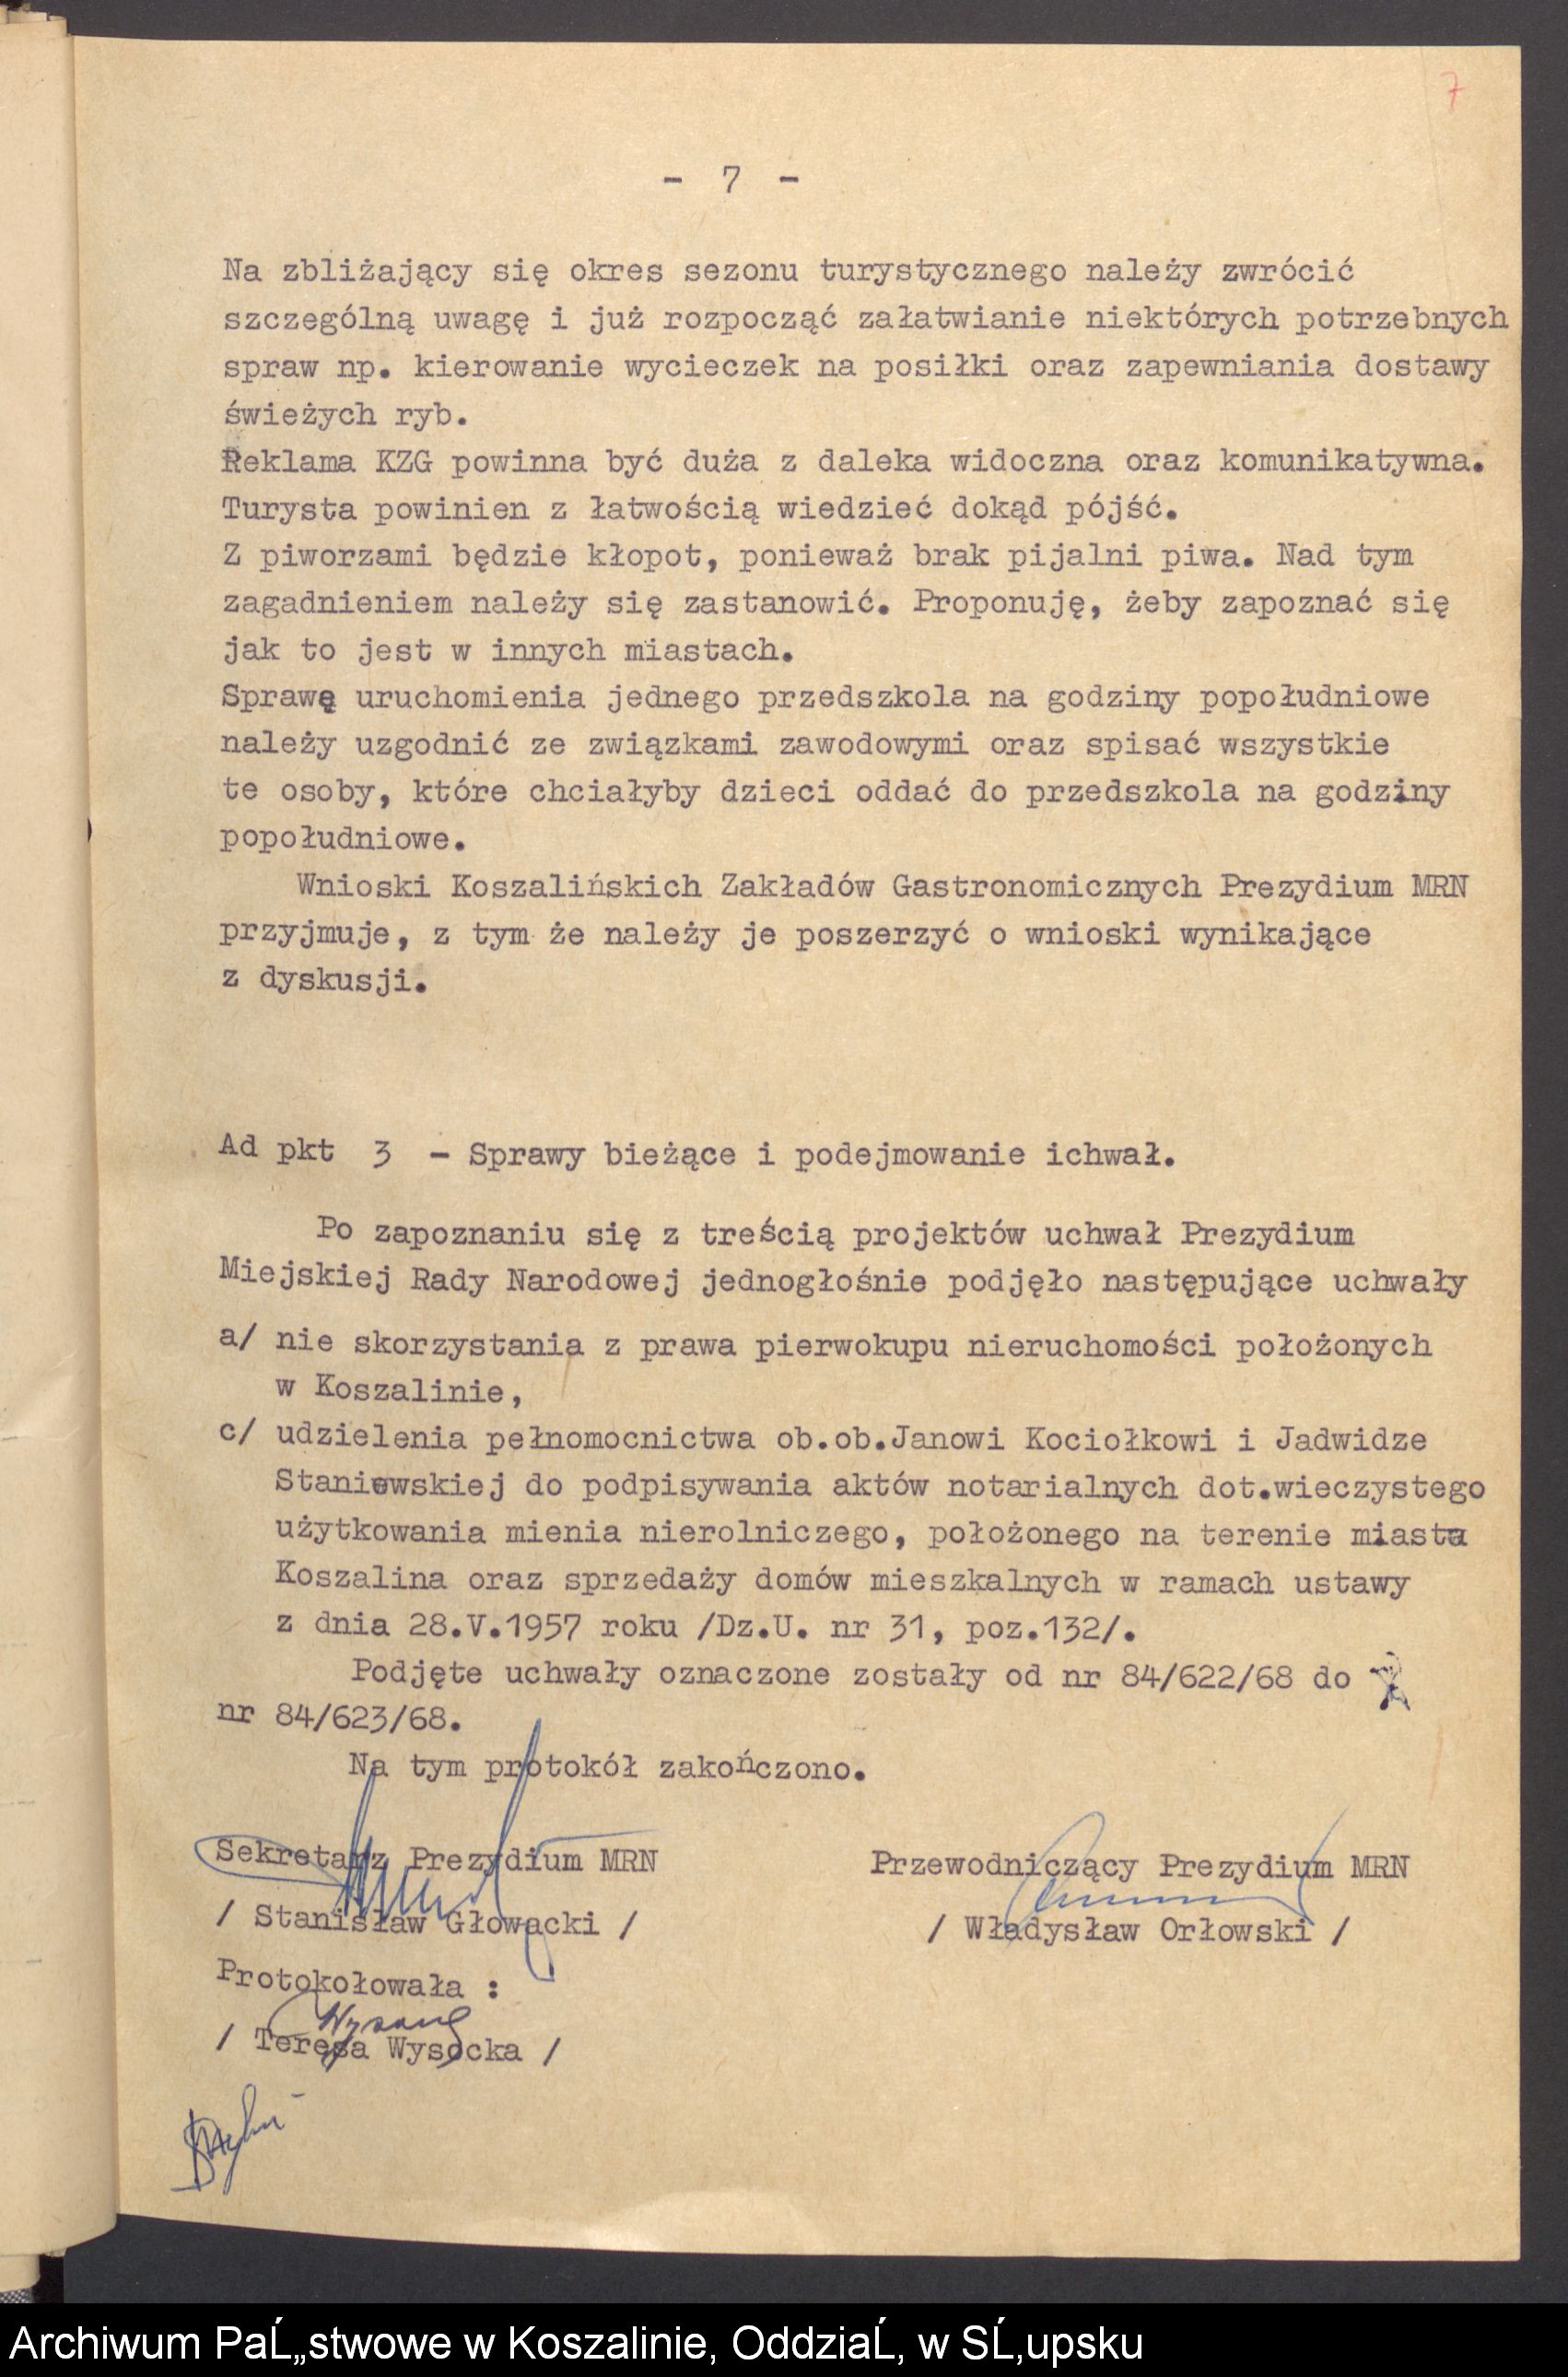 7
- 7 -
Na zbliżający się okres sezonu turystycznego należy zwrócić
szczególną uwagę i już rozpocząć załatwianie niektórych potrzebnych
spraw np. kierowanie wycieczek na posiłki oraz zapewniania dostawy
świeżych ryb.
Reklama KZG powinna być duża z daleka widoczna oraz komunikatywna.
Turysta powinien z łatwością wiedzieć dokąd pójść.
Z piworzami będzie kłopot, ponieważ brak pijalni piwa. Nad tym
zagadnieniem należy się zastanowić. Proponuję, żeby zapoznać się
jak to jest w innych miastach.
Sprawę uruchomienia jednego przedszkola na godziny popołudniowe
należy uzgodnić ze związkami zawodowymi oraz spisać wszystkie
te osoby, które chciałyby dzieci oddać do przedszkola na godziny
popołudniowe.
Wnioski Koszalińskich Zakładów Gastronomicznych Prezydium MRN
przyjmuje, z tym że należy je poszerzyć o wnioski wynikające
z dyskusji.
Ad pkt 3 - Sprawy bieżące i podejmowanie ichwał.
Po zapoznaniu się z treścią projektów uchwał Prezydium
Miejskiej Rady Narodowej jednogłośnie podjęło następujące uchwały
a/ nie skorzystania z prawa pierwokupu nieruchomości położonych
w Koszalinie,
c/ udzielenia pełnomocnictwa ob.ob.Janowi Kociołkowi i Jadwidze
Staniewskiej do podpisywania aktów notarialnych dot.wieczystego
użytkowania mienia nierolniczego, położonego na terenie miasta
Koszalina oraz sprzedaży domów mieszkalnych w ramach ustawy
z dnia 28.V.1957 roku /Dz.U. nr 31, poz.132/.
Podjęte uchwały oznaczone zostały od nr 84/622/68 do
nr 84/623/68.
Na tym protokół zakończono.
Sekretarz Prezydium MRN Przewodniczący Prezydium MRN
/ Stanisław Głowacki / / Władysław Orłowski /
Protokołowała :
/ Teresa Wysocka /
Archiwum PaĹ„stwowe w Koszalinie, OddziaĹ‚ w SĹ‚upsku